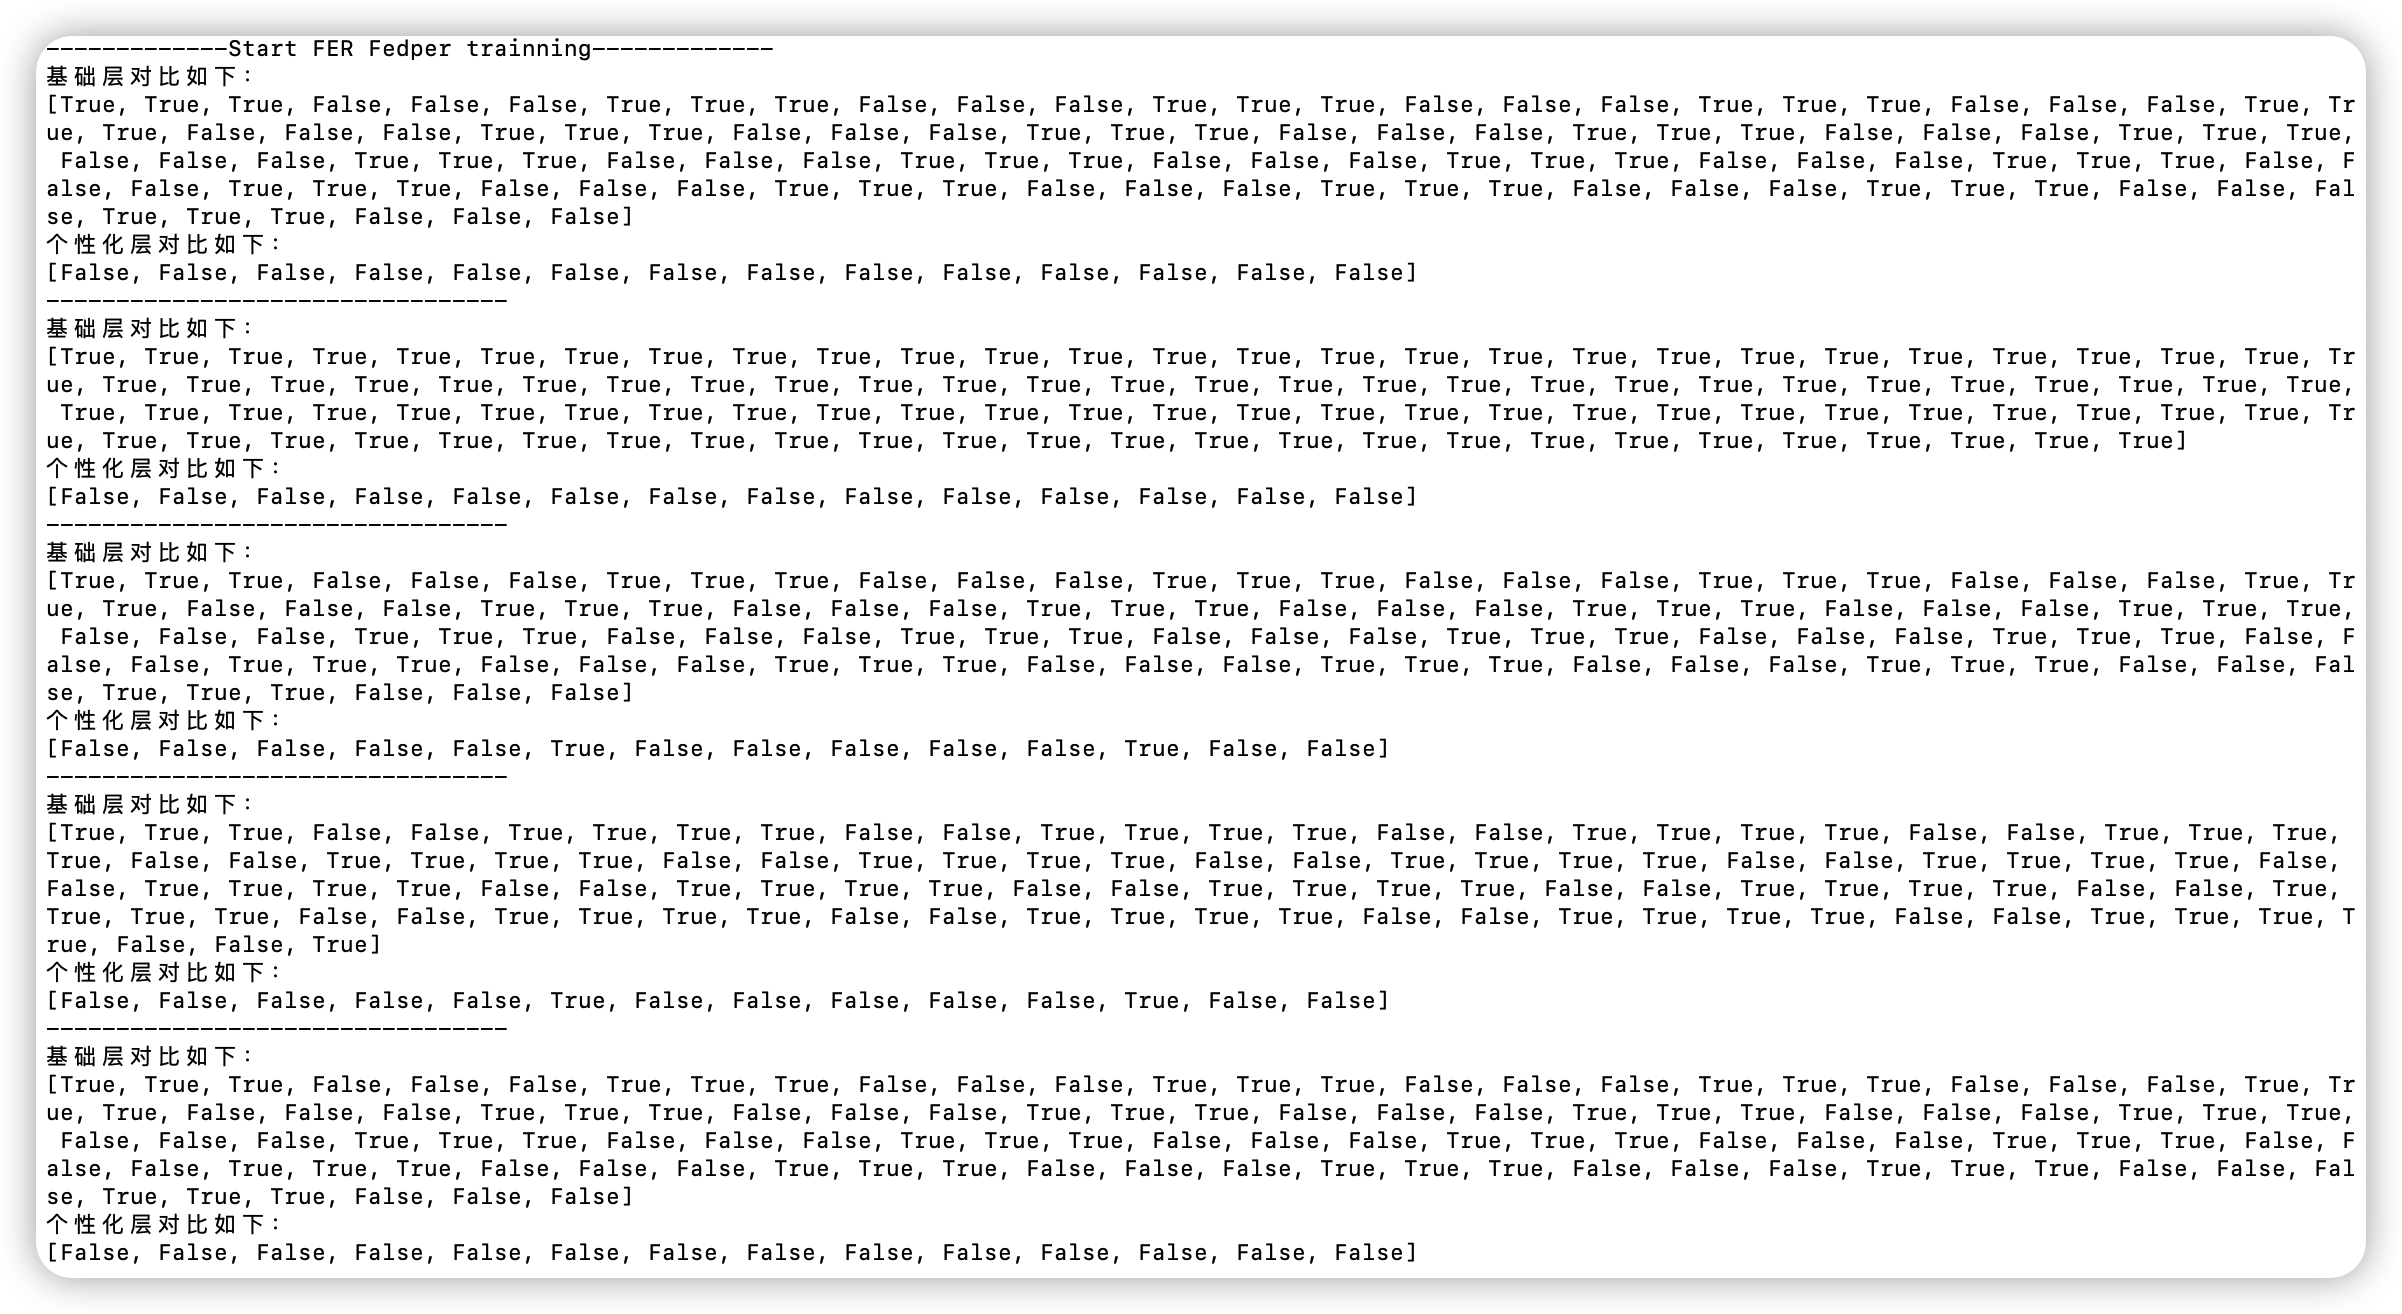 -------------Start FER Fedper trainning-------------
基础层对比如下：
[True, True, True, False, False, False, True, True, True, False, False, False, True, True, True, False, False, False, True, True, True, False, False, False, True, Tr
ue, True, False, False, False, True, True, True, False, False, False, True, True, True, False, False, False, True, True, True, False, False, False, True, True, True,
 False, False, False, True, True, True, False, False, False, True, True, True, False, False, False, True, True, True, False, False, False, True, True, True, False, F
alse, False, True, True, True, False, False, False, True, True, True, False, False, False, True, True, True, False, False, False, True, True, True, False, False, Fal
se, True, True, True, False, False, False]
个性化层对比如下：
[False, False, False, False, False, False, False, False, False, False, False, False, False, False]
---------------------------------
基础层对比如下：
[True, True, True, True, True, True, True, True, True, True, True, True, True, True, True, True, True, True, True, True, True, True, True, True, True, True, True, Tr
ue, True, True, True, True, True, True, True, True, True, True, True, True, True, True, True, True, True, True, True, True, True, True, True, True, True, True, True,
 True, True, True, True, True, True, True, True, True, True, True, True, True, True, True, True, True, True, True, True, True, True, True, True, True, True, True, Tr
ue, True, True, True, True, True, True, True, True, True, True, True, True, True, True, True, True, True, True, True, True, True, True, True, True, True]
个性化层对比如下：
[False, False, False, False, False, False, False, False, False, False, False, False, False, False]
---------------------------------
基础层对比如下：
[True, True, True, False, False, False, True, True, True, False, False, False, True, True, True, False, False, False, True, True, True, False, False, False, True, Tr
ue, True, False, False, False, True, True, True, False, False, False, True, True, True, False, False, False, True, True, True, False, False, False, True, True, True,
 False, False, False, True, True, True, False, False, False, True, True, True, False, False, False, True, True, True, False, False, False, True, True, True, False, F
alse, False, True, True, True, False, False, False, True, True, True, False, False, False, True, True, True, False, False, False, True, True, True, False, False, Fal
se, True, True, True, False, False, False]
个性化层对比如下：
[False, False, False, False, False, True, False, False, False, False, False, True, False, False]
---------------------------------
基础层对比如下：
[True, True, True, False, False, True, True, True, True, False, False, True, True, True, True, False, False, True, True, True, True, False, False, True, True, True,
True, False, False, True, True, True, True, False, False, True, True, True, True, False, False, True, True, True, True, False, False, True, True, True, True, False,
False, True, True, True, True, False, False, True, True, True, True, False, False, True, True, True, True, False, False, True, True, True, True, False, False, True,
True, True, True, False, False, True, True, True, True, False, False, True, True, True, True, False, False, True, True, True, True, False, False, True, True, True, T
rue, False, False, True]
个性化层对比如下：
[False, False, False, False, False, True, False, False, False, False, False, True, False, False]
---------------------------------
基础层对比如下：
[True, True, True, False, False, False, True, True, True, False, False, False, True, True, True, False, False, False, True, True, True, False, False, False, True, Tr
ue, True, False, False, False, True, True, True, False, False, False, True, True, True, False, False, False, True, True, True, False, False, False, True, True, True,
 False, False, False, True, True, True, False, False, False, True, True, True, False, False, False, True, True, True, False, False, False, True, True, True, False, F
alse, False, True, True, True, False, False, False, True, True, True, False, False, False, True, True, True, False, False, False, True, True, True, False, False, Fal
se, True, True, True, False, False, False]
个性化层对比如下：
[False, False, False, False, False, False, False, False, False, False, False, False, False, False]